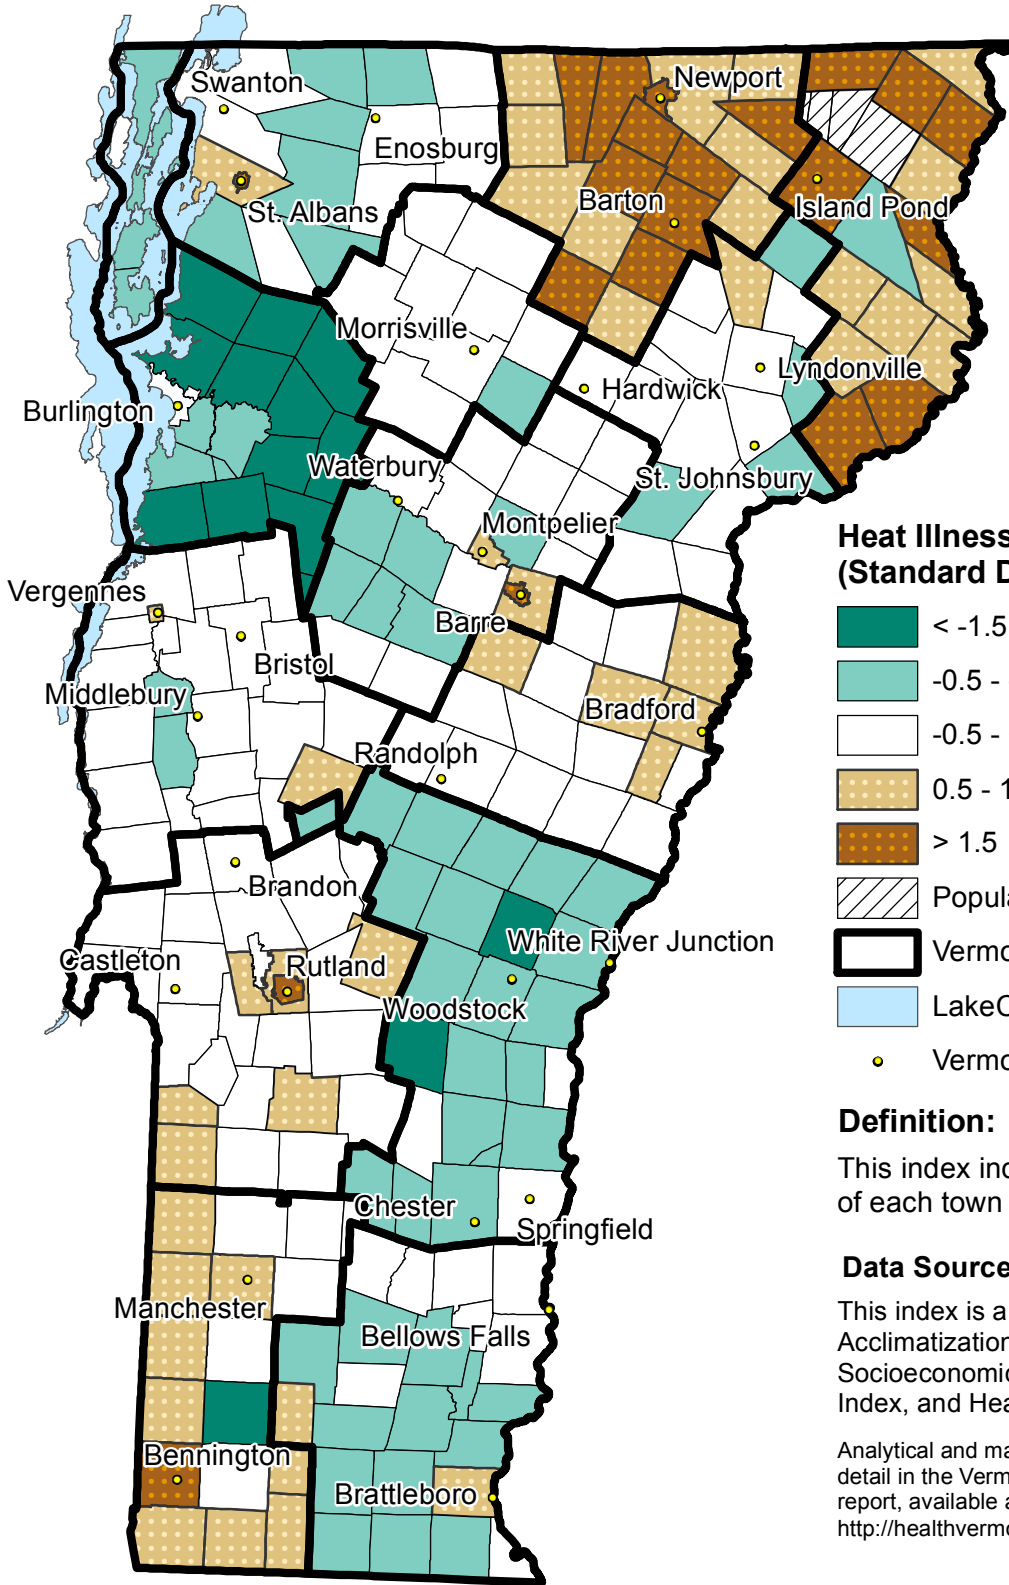 Swanton
Newport
Enosburg
St. Albans
Barton
Island Pond
Morrisville
Hardwick
Lyndonville
Burlington
Waterbury
St. Johnsbury
Montpelier
Vergennes
Barre
Bristol
Middlebury
Bradford
Randolph
Brandon
White River Junction
Castleton
Rutland
Woodstock
Chester
Springfield
Manchester
Bellows Falls
Bennington
Brattleboro
Heat Illness
(Standard D
< -1.5
-0.5 -
-0.5 -
0.5 - 1
> 1.5
Popula
Vermo
LakeC
Vermo
Definition:
This index inc
of each town
Data Source
This index is a
Acclimatization
Socioeconomic
Index, and Hea
Analytical and ma
detail in the Verm
report, available a
http://healthvermo